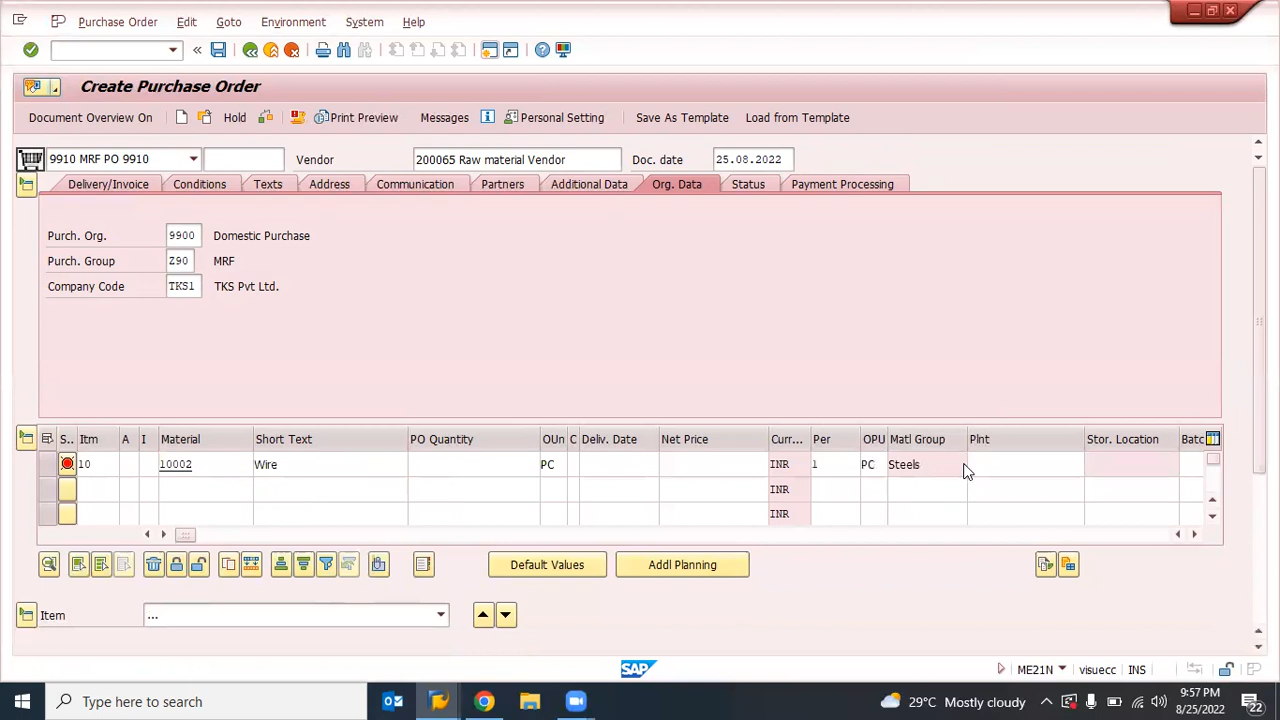 Purchase Order Edit Goto Environment System Help
Create Purchase Order
Document Overview On Hold Print Preview Messages Personal Setting Save As Template Load from Template
9910 MRF PO 9910 Vendor 200065 Raw material Vendor Doc. date 25.08.2022
Delivery/Invoice Conditions Texts Address Communication Partners Additional Data Org. Data Status Payment Processing
Purch. Org. 9900 Domestic Purchase
Purch. Group Z90 MRF
Company Code TKS1 TKS Pvt Ltd.
S.. Itm A I Material Short Text PO Quantity OUn C Deliv. Date Net Price Curr... Per OPU Matl Group Plnt Stor. Location Batc
10 10002 Wire PC INR 1 PC Steels
INR
INR
Default Values Addl Planning
Item ...
SAP ME21N visuecc INS
Type here to search 29°C Mostly cloudy 9:57 PM
8/25/2022 22